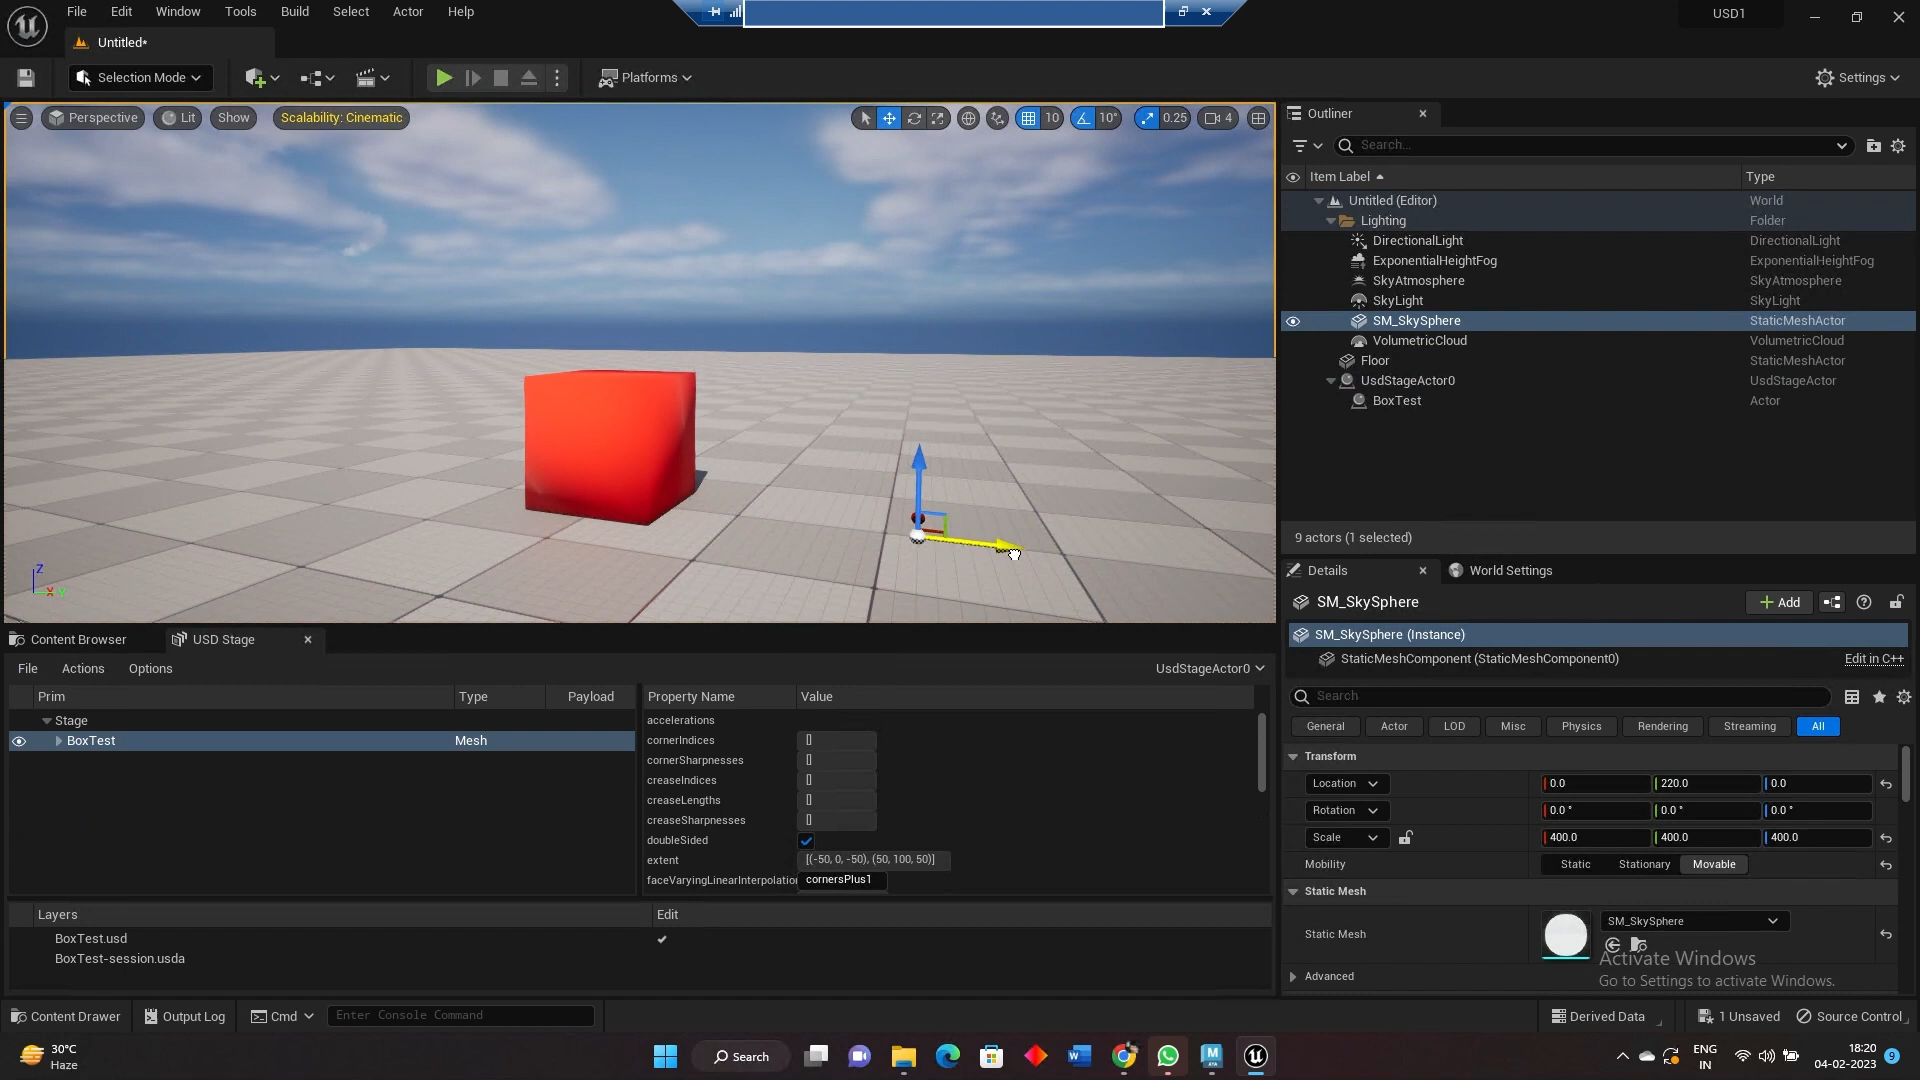 File Edit Window Tools Build Select Actor Help
USD1
Untitled*
Selection Mode
Platforms
Settings
Perspective Lit Show Scalability: Cinematic
10 10° 0.25 4
Z
X Y
Outliner
Search...
Item Label Type
Untitled (Editor) World
Lighting Folder
DirectionalLight DirectionalLight
ExponentialHeightFog ExponentialHeightFog
SkyAtmosphere SkyAtmosphere
SkyLight SkyLight
SM_SkySphere StaticMeshActor
VolumetricCloud VolumetricCloud
Floor StaticMeshActor
UsdStageActor0 UsdStageActor
BoxTest Actor
9 actors (1 selected)
Details World Settings
SM_SkySphere
Add
SM_SkySphere (Instance)
StaticMeshComponent (StaticMeshComponent0) Edit in C++
Search
General Actor LOD Misc Physics Rendering Streaming All
Transform
Location 0.0 220.0 0.0
Rotation 0.0 ° 0.0 ° 0.0 °
Scale 400.0 400.0 400.0
Mobility Static Stationary Movable
Static Mesh
Static Mesh SM_SkySphere
Advanced
Activate Windows
Go to Settings to activate Windows.
Content Browser USD Stage
File Actions Options UsdStageActor0
Prim Type Payload
Stage
BoxTest Mesh
Property Name Value
accelerations
cornerIndices []
cornerSharpnesses []
creaseIndices []
creaseLengths []
creaseSharpnesses []
doubleSided
extent [(-50, 0, -50), (50, 100, 50)]
faceVaryingLinearInterpolatio cornersPlus1
Layers Edit
BoxTest.usd
BoxTest-session.usda
Content Drawer Output Log Cmd Enter Console Command
Derived Data 1 Unsaved Source Control
30°C
Haze
Search
ENG
IN
18:20
04-02-2023
9